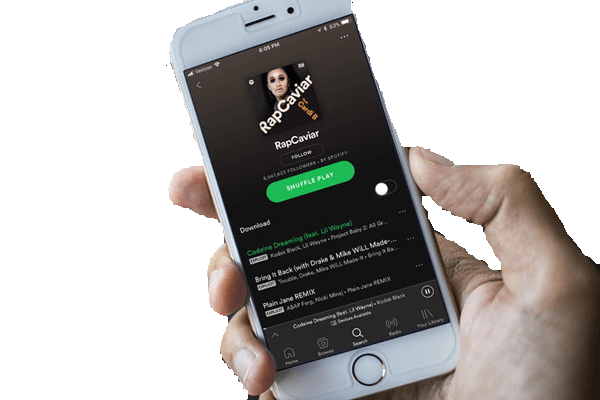 Verizon
6:05 PM
83%
RapCaviar
Cardi B
RapCaviar
FOLLOW
8,547,623 FOLLOWERS • BY SPOTIFY
SHUFFLE PLAY
Download
Codeine Dreaming (feat. Lil Wayne)
EXPLICIT Kodak Black, Lil Wayne • Project Baby 2: All Gr...
Bring It Back (with Drake & Mike WiLL Made-...
EXPLICIT Trouble, Drake, Mike WiLL Made-It • Bring It Ba...
Plain Jane REMIX
EXPLICIT A$AP Ferg, Nicki Minaj • Plain Jane REMIX
Codeine Dreaming (feat. Lil Wayne) • Kodak Black
Devices Available
Home
Browse
Search
Radio
Your Library